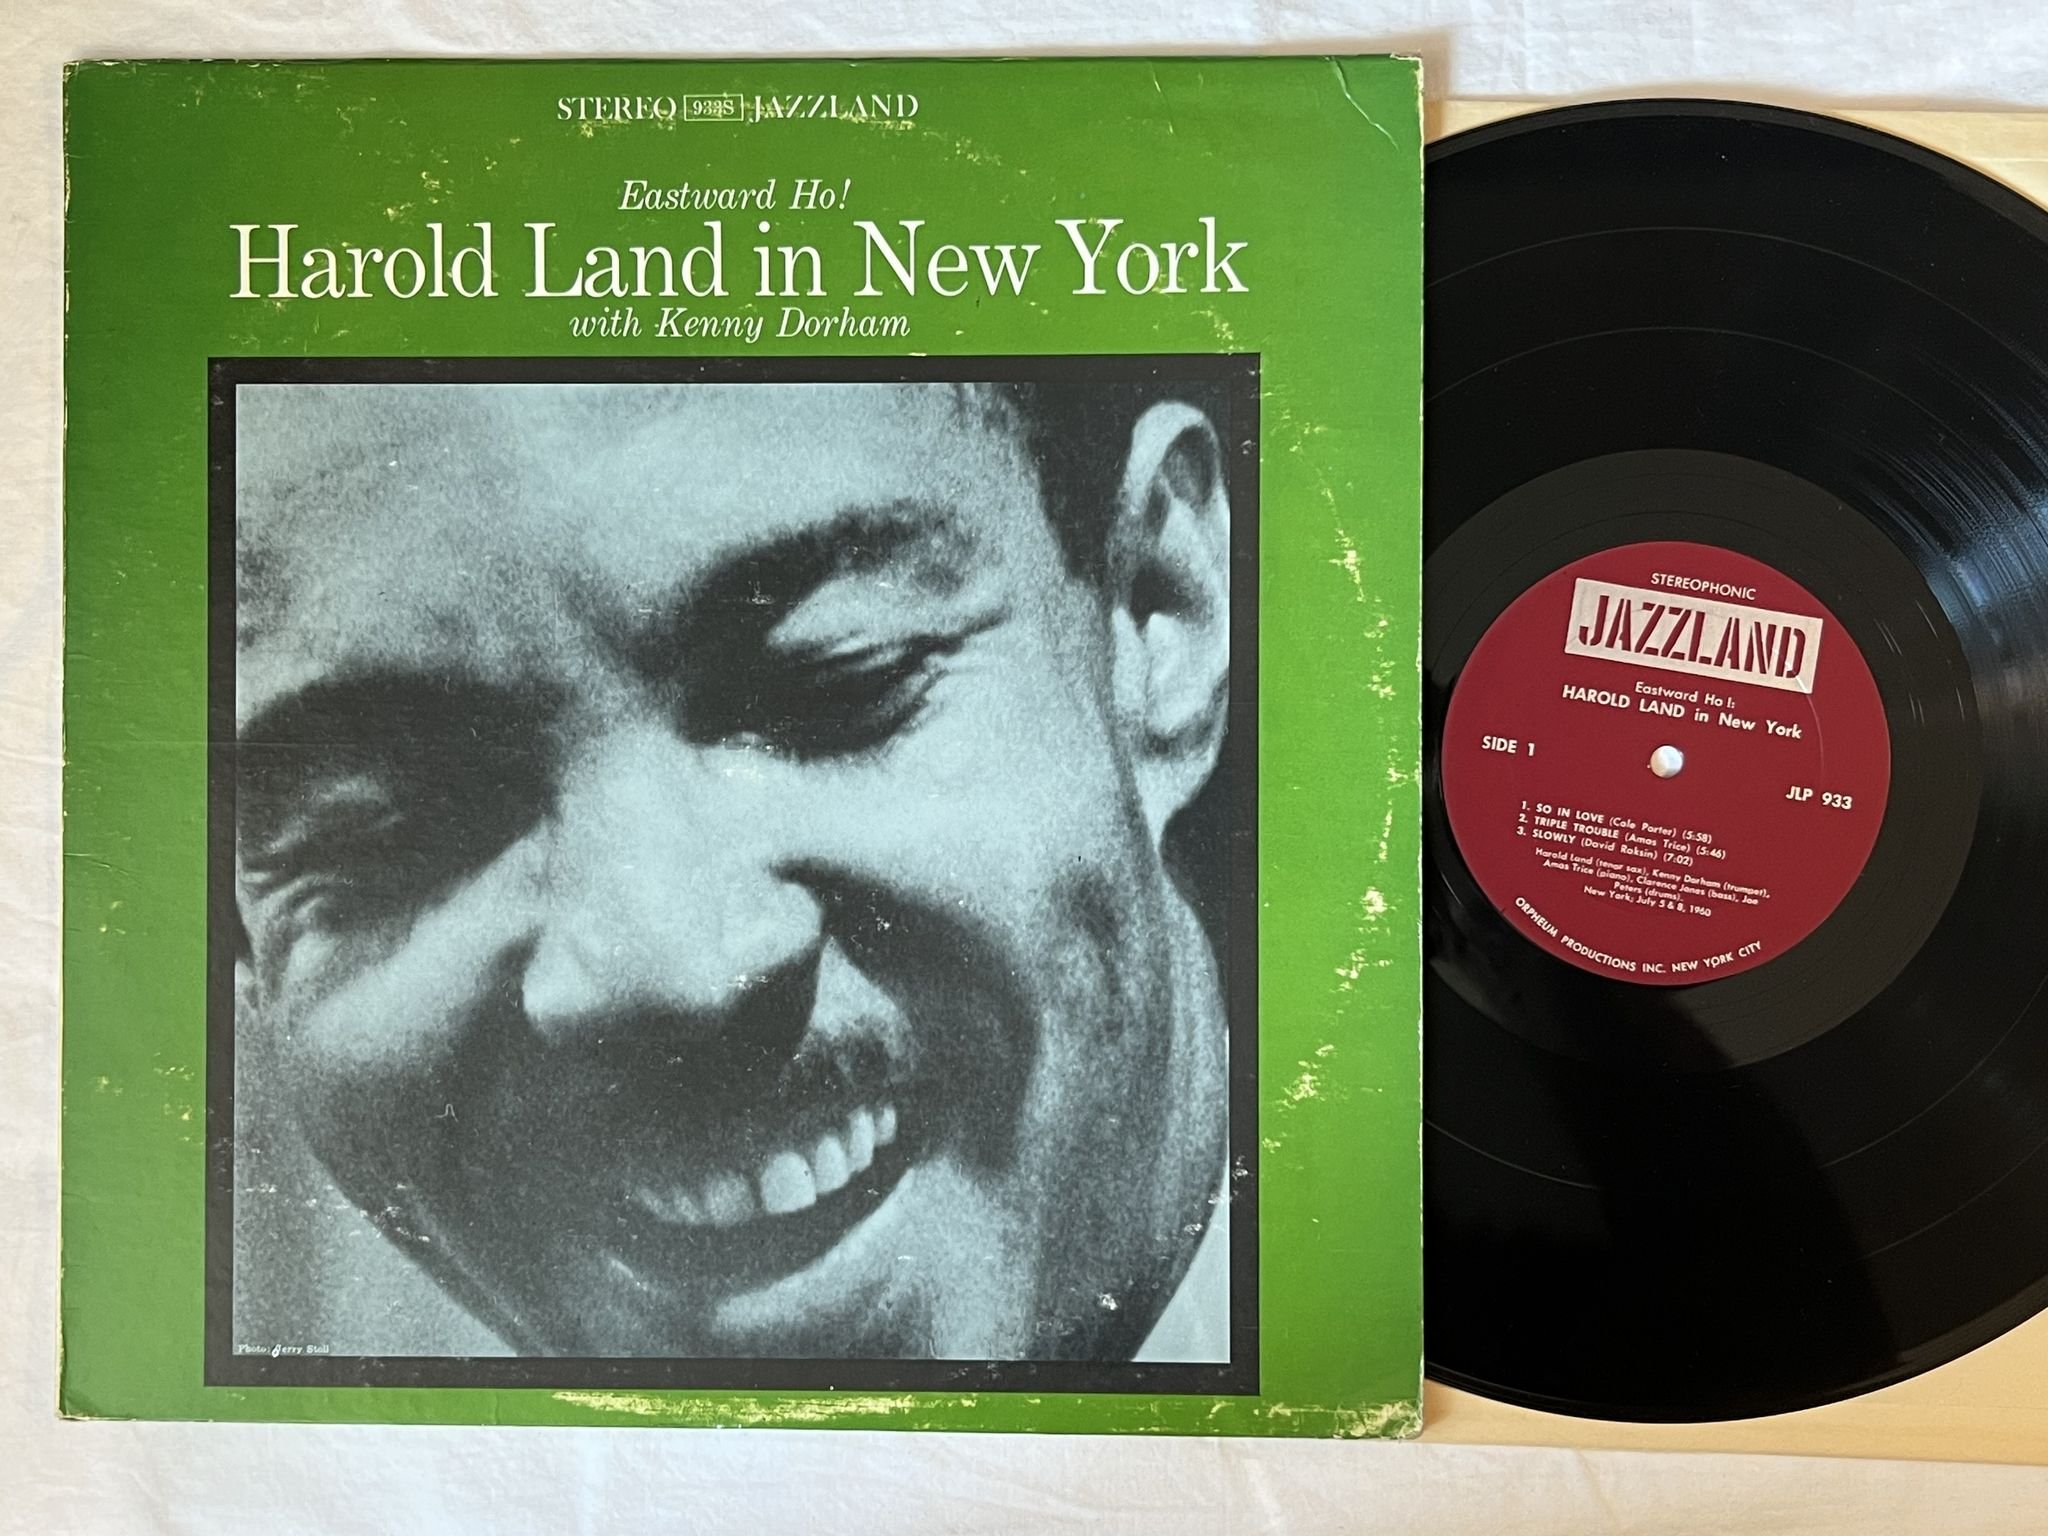 STEREO 933S JAZZLAND
Eastward Ho!
Harold Land in New York
with Kenny Dorham
Photo: Jerry Stoll
STEREOPHONIC
JAZZLAND
Eastward Ho!:
HAROLD LAND in New York
SIDE 1
JLP 933
1. SO IN LOVE (Cole Porter) (5:58)
2. TRIPLE TROUBLE (Amos Trice) (5:46)
3. SLOWLY (David Raksin) (7:02)
Harold Land (tenor sax), Kenny Dorham (trumpet),
Amos Trice (piano), Clarence Jones (bass), Joe
Peters (drums).
New York; July 5 & 8, 1960
ORPHEUM PRODUCTIONS INC. NEW YORK CITY